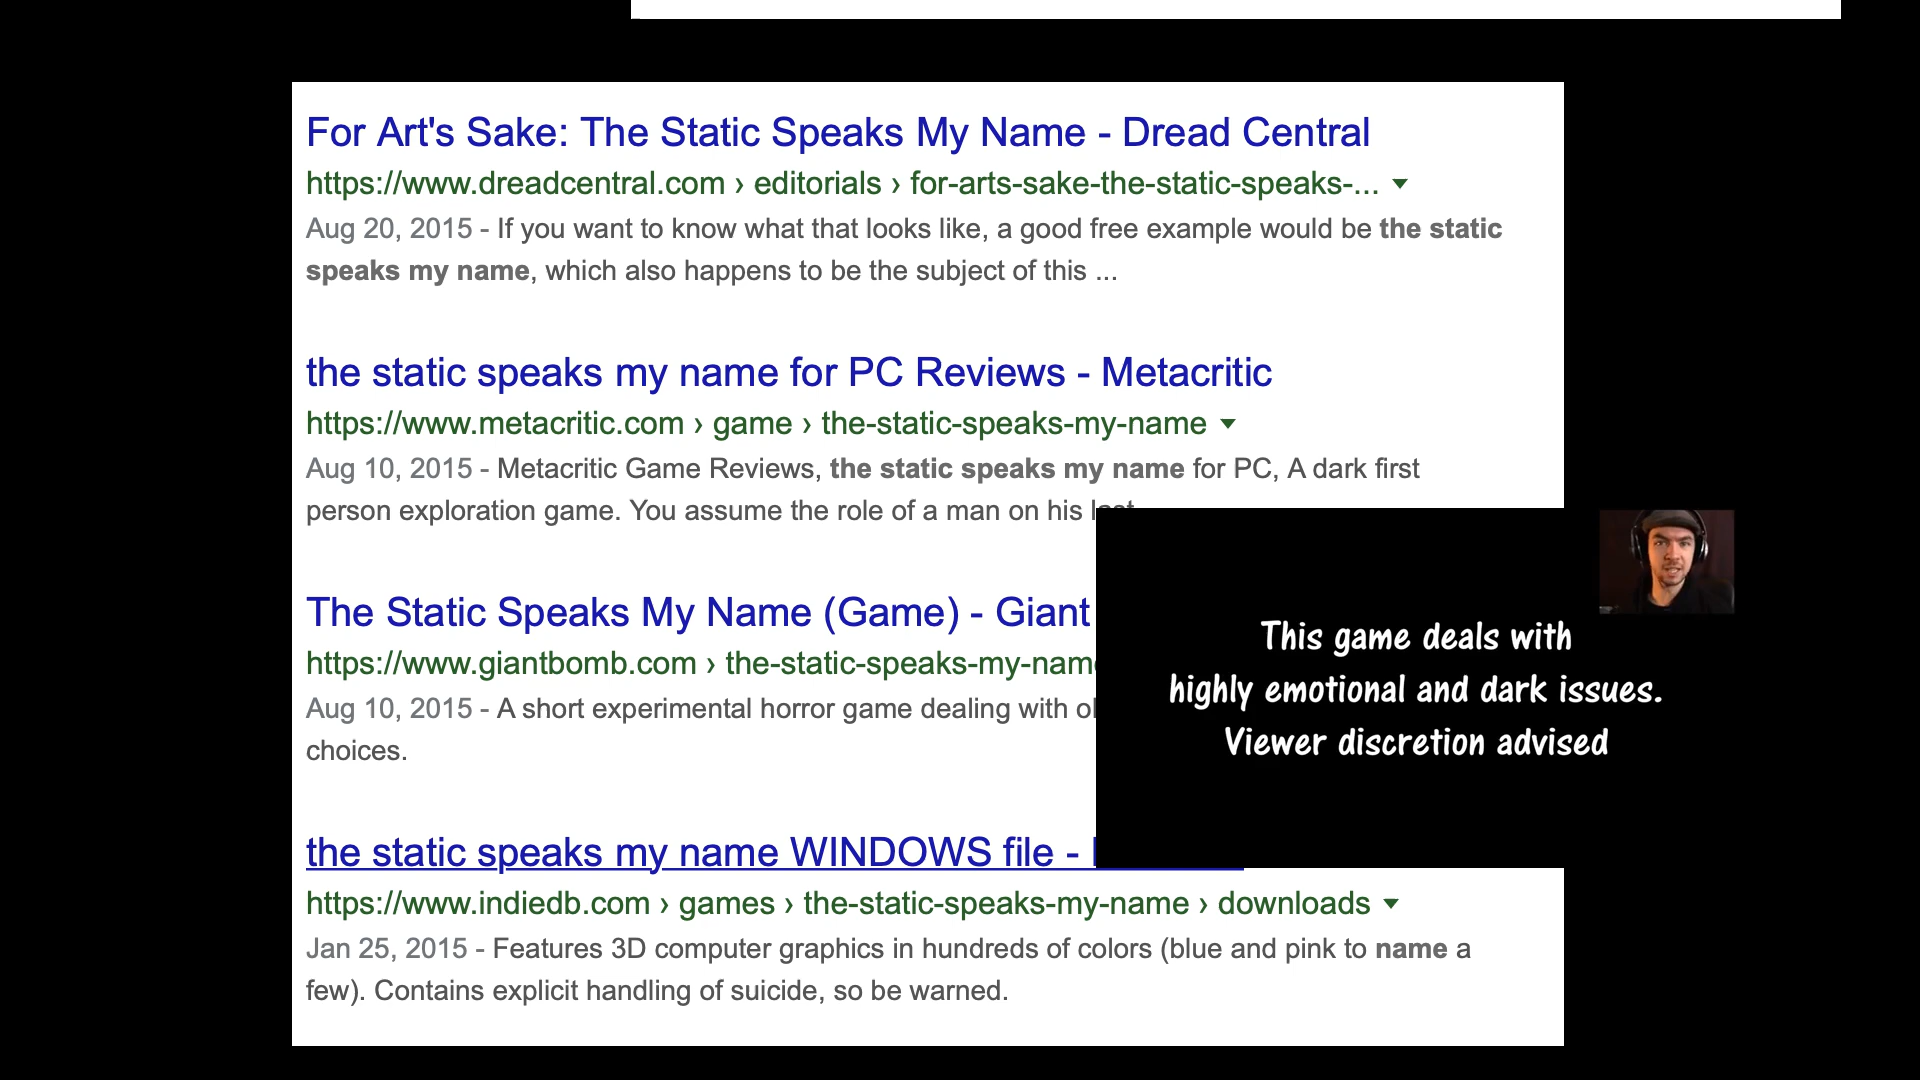 For Art's Sake: The Static Speaks My Name - Dread Central
https://www.dreadcentral.com › editorials › for-arts-sake-the-static-speaks-...
Aug 20, 2015 - If you want to know what that looks like, a good free example would be the static
speaks my name, which also happens to be the subject of this ...
the static speaks my name for PC Reviews - Metacritic
https://www.metacritic.com › game › the-static-speaks-my-name
Aug 10, 2015 - Metacritic Game Reviews, the static speaks my name for PC, A dark first
person exploration game. You assume the role of a man on his last
The Static Speaks My Name (Game) - Giant
https://www.giantbomb.com › the-static-speaks-my-name
Aug 10, 2015 - A short experimental horror game dealing with
choices.
the static speaks my name WINDOWS file -
https://www.indiedb.com › games › the-static-speaks-my-name › downloads
Jan 25, 2015 - Features 3D computer graphics in hundreds of colors (blue and pink to name a
few). Contains explicit handling of suicide, so be warned.
This game deals with
highly emotional and dark issues.
Viewer discretion advised